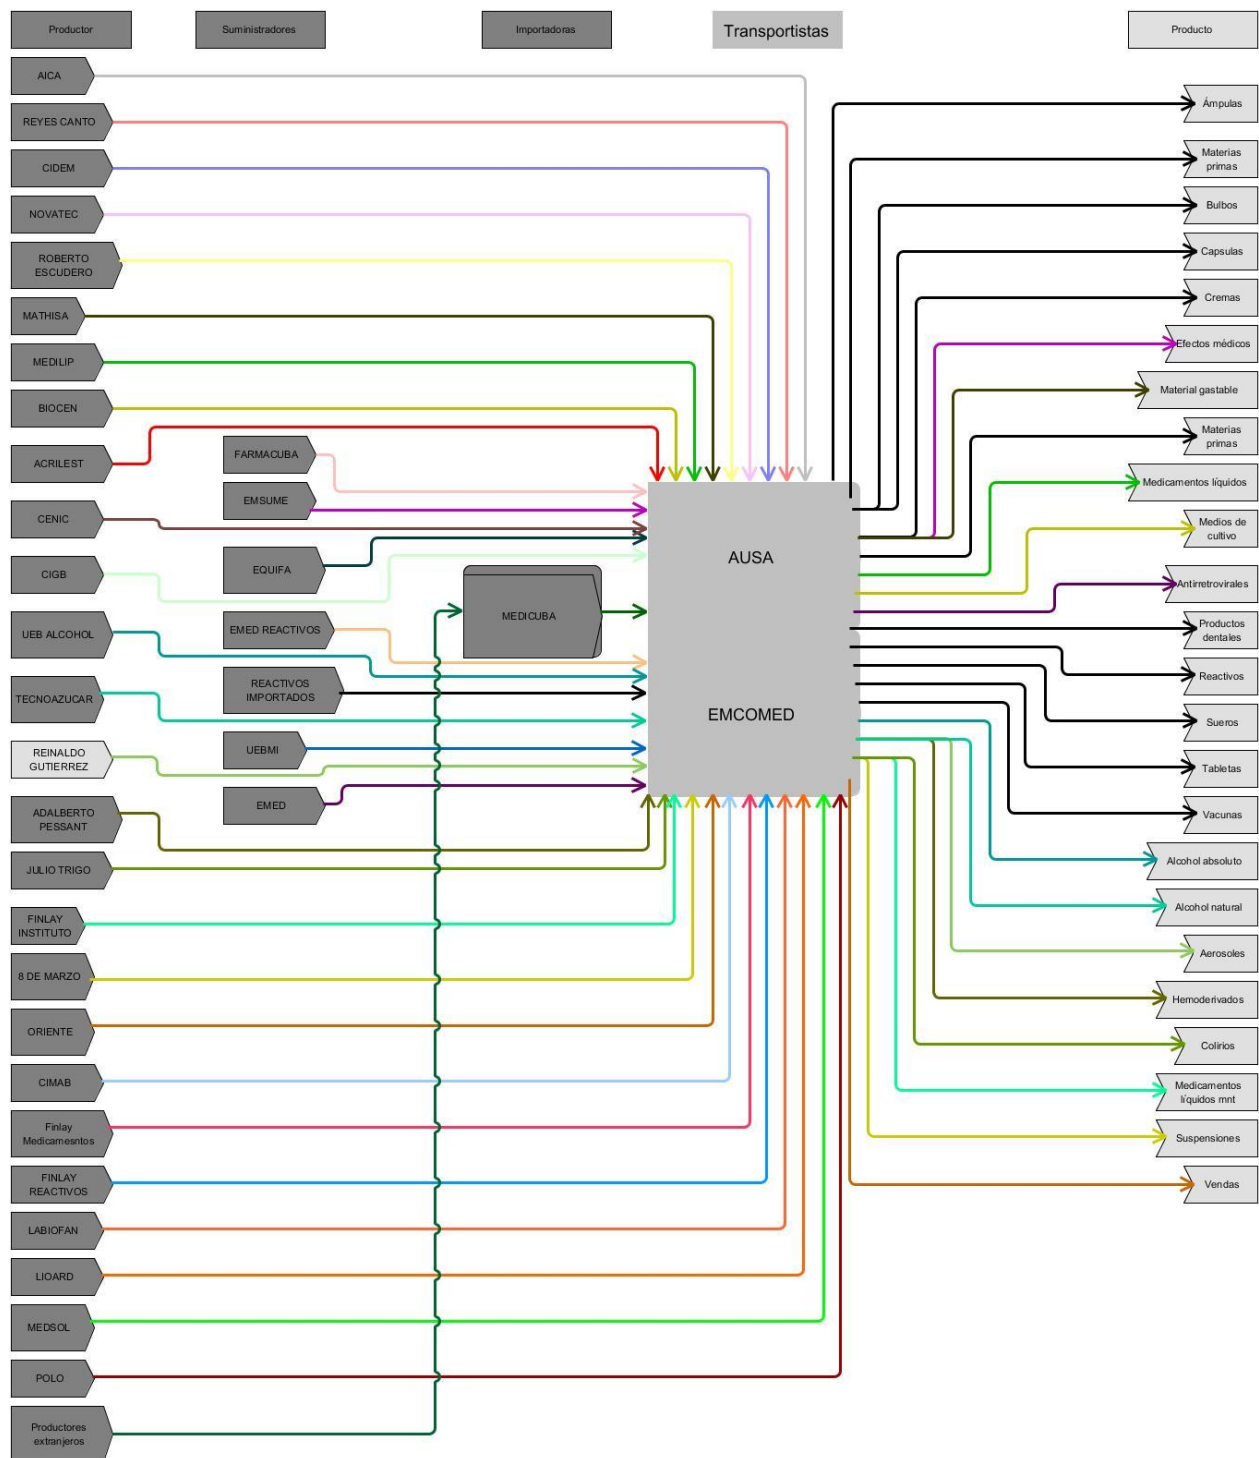 Productor
Suministradores
Importadoras
Transportistas
Producto
AICA
REYES CANTO
CIDEM
NOVATEC
ROBERTO
ESCUDERO
MATHISA
MEDILIP
BIOCEN
ACRILEST
CENIC
CIGB
UEB ALCOHOL
TECNOAZUCAR
REINALDO
GUTIERREZ
ADALBERTO
PESSANT
JULIO TRIGO
FINLAY
INSTITUTO
8 DE MARZO
ORIENTE
CIMAB
Finlay
Medicamesntos
FINLAY
REACTIVOS
LABIOFAN
LIOARD
MEDSOL
POLO
Productores
extranjeros
FARMACUBA
EMSUME
EQUIFA
EMED REACTIVOS
REACTIVOS
IMPORTADOS
UEBMI
EMED
MEDICUBA
AUSA
EMCOMED
Ámpulas
Materias
primas
Bulbos
Capsulas
Cremas
Efectos médicos
Material gastable
Materias
primas
Medicamentos líquidos
Medios de
cultivo
Antirretrovirales
Productos
dentales
Reactivos
Sueros
Tabletas
Vacunas
Alcohol absoluto
Alcohol natural
Aerosoles
Hemoderivados
Colirios
Medicamentos
líquidos mnt
Suspensiones
Vendas